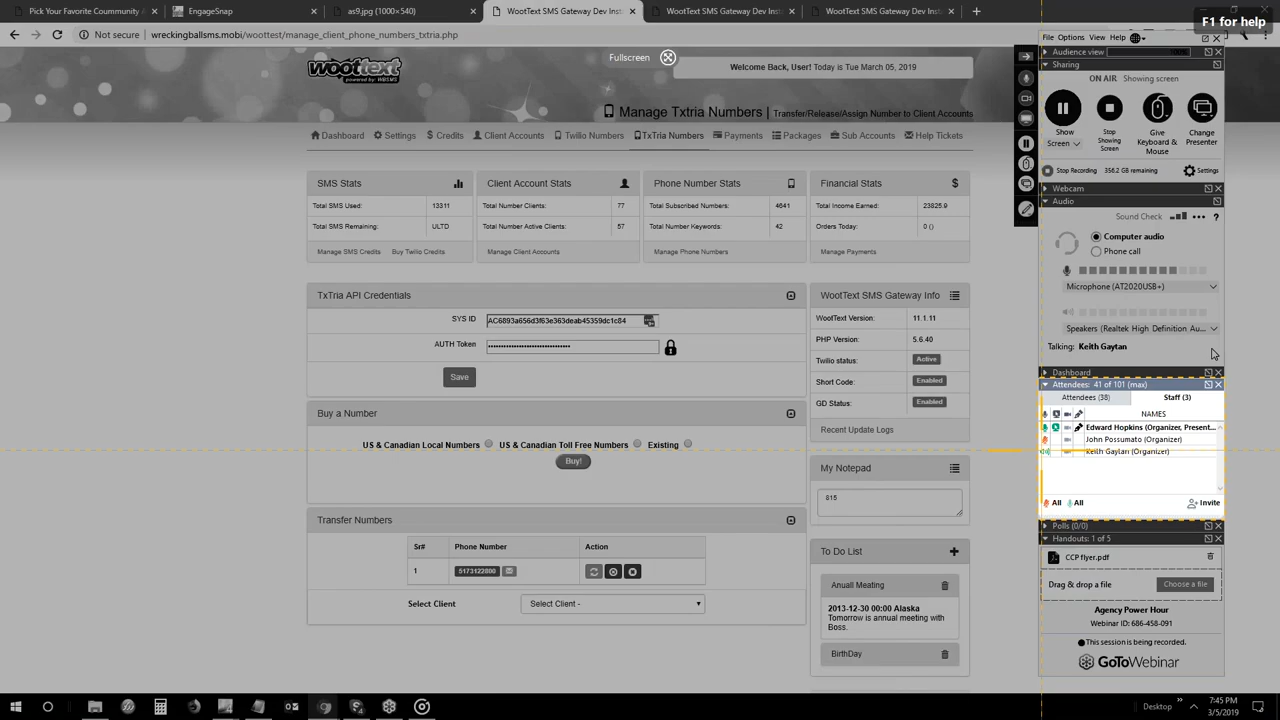 Pick Your Favorite
EngageSnap
as9.jpg (1000×540)
WootText SMS Gateway Dev Inst
WootText SMS Gateway Dev Inst
WootText SMS Gateway Dev Inst
F1 for help
Not secure
wreckingballsms.mobi/woottest/manage_client_phone_numbers_txtria.php
Fullscreen
woottext
powered by: WBSMS
Welcome Back, User! Today is Tue March 05, 2019
Manage Txtria Numbers | Transfer/Release/Assign Number to Client Accounts
Dashboard Settings Credits Client Accounts Twilio Numbers TxTria Numbers Payments Packages Sub Accounts Help Tickets
SMS Stats
Total SMS Used: 13311
Total SMS Remaining: ULTD
Manage SMS Credits Buy Twilio Credits
Client Account Stats
Total Number Clients: 77
Total Number Active Clients: 57
Manage Client Accounts
Phone Number Stats
Total Subscribed Numbers: 4641
Total Number Keywords: 42
Manage Phone Numbers
Financial Stats
Total Income Earned: 23825.9
Orders Today: 0 ()
Manage Payments
TxTria API Credentials
SYS ID AC6893a656d3f63e363deab45359dc1c84
AUTH Token
Save
Buy a Number
US & Canadian Local Numbers US & Canadian Toll Free Numbers Existing
Buy!
Transfer Numbers
Sr# Phone Number Action
1 5173122800
Select Client Select Client -
WootText SMS Gateway Info
WootText Version: 11.1.11
PHP Version: 5.6.40
Twilio status: Active
Short Code: Enabled
GD Status: Enabled
Recent Update Logs
My Notepad
815
To Do List
Anuall Meating
2013-12-30 00:00 Alaska
Tomorrow is annual meeting with
Boss.
BirthDay
File Options View Help
Audience view
100%
Sharing
ON AIR Showing screen
Show
Screen
Stop
Showing
Screen
Give
Keyboard &
Mouse
Change
Presenter
Stop Recording 356.2 GB remaining Settings
Webcam
Audio
Sound Check ?
Computer audio
Phone call
Microphone (AT2020USB+)
Speakers (Realtek High Definition Au...
Talking: Keith Gaytan
Dashboard
Attendees: 41 of 101 (max)
Attendees (38) Staff (3)
NAMES
Edward Hopkins (Organizer, Present...
John Possumato (Organizer)
Keith Gaytan (Organizer)
All All Invite
Polls (0/0)
Handouts: 1 of 5
CCP flyer.pdf
Drag & drop a file Choose a file
Agency Power Hour
Webinar ID: 686-458-091
This session is being recorded.
GoToWebinar
Desktop
7:45 PM
3/5/2019